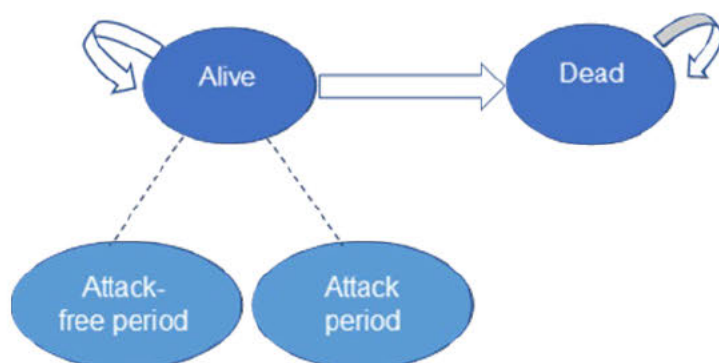 Alive
Dead
Attack-
free period
Attack
period